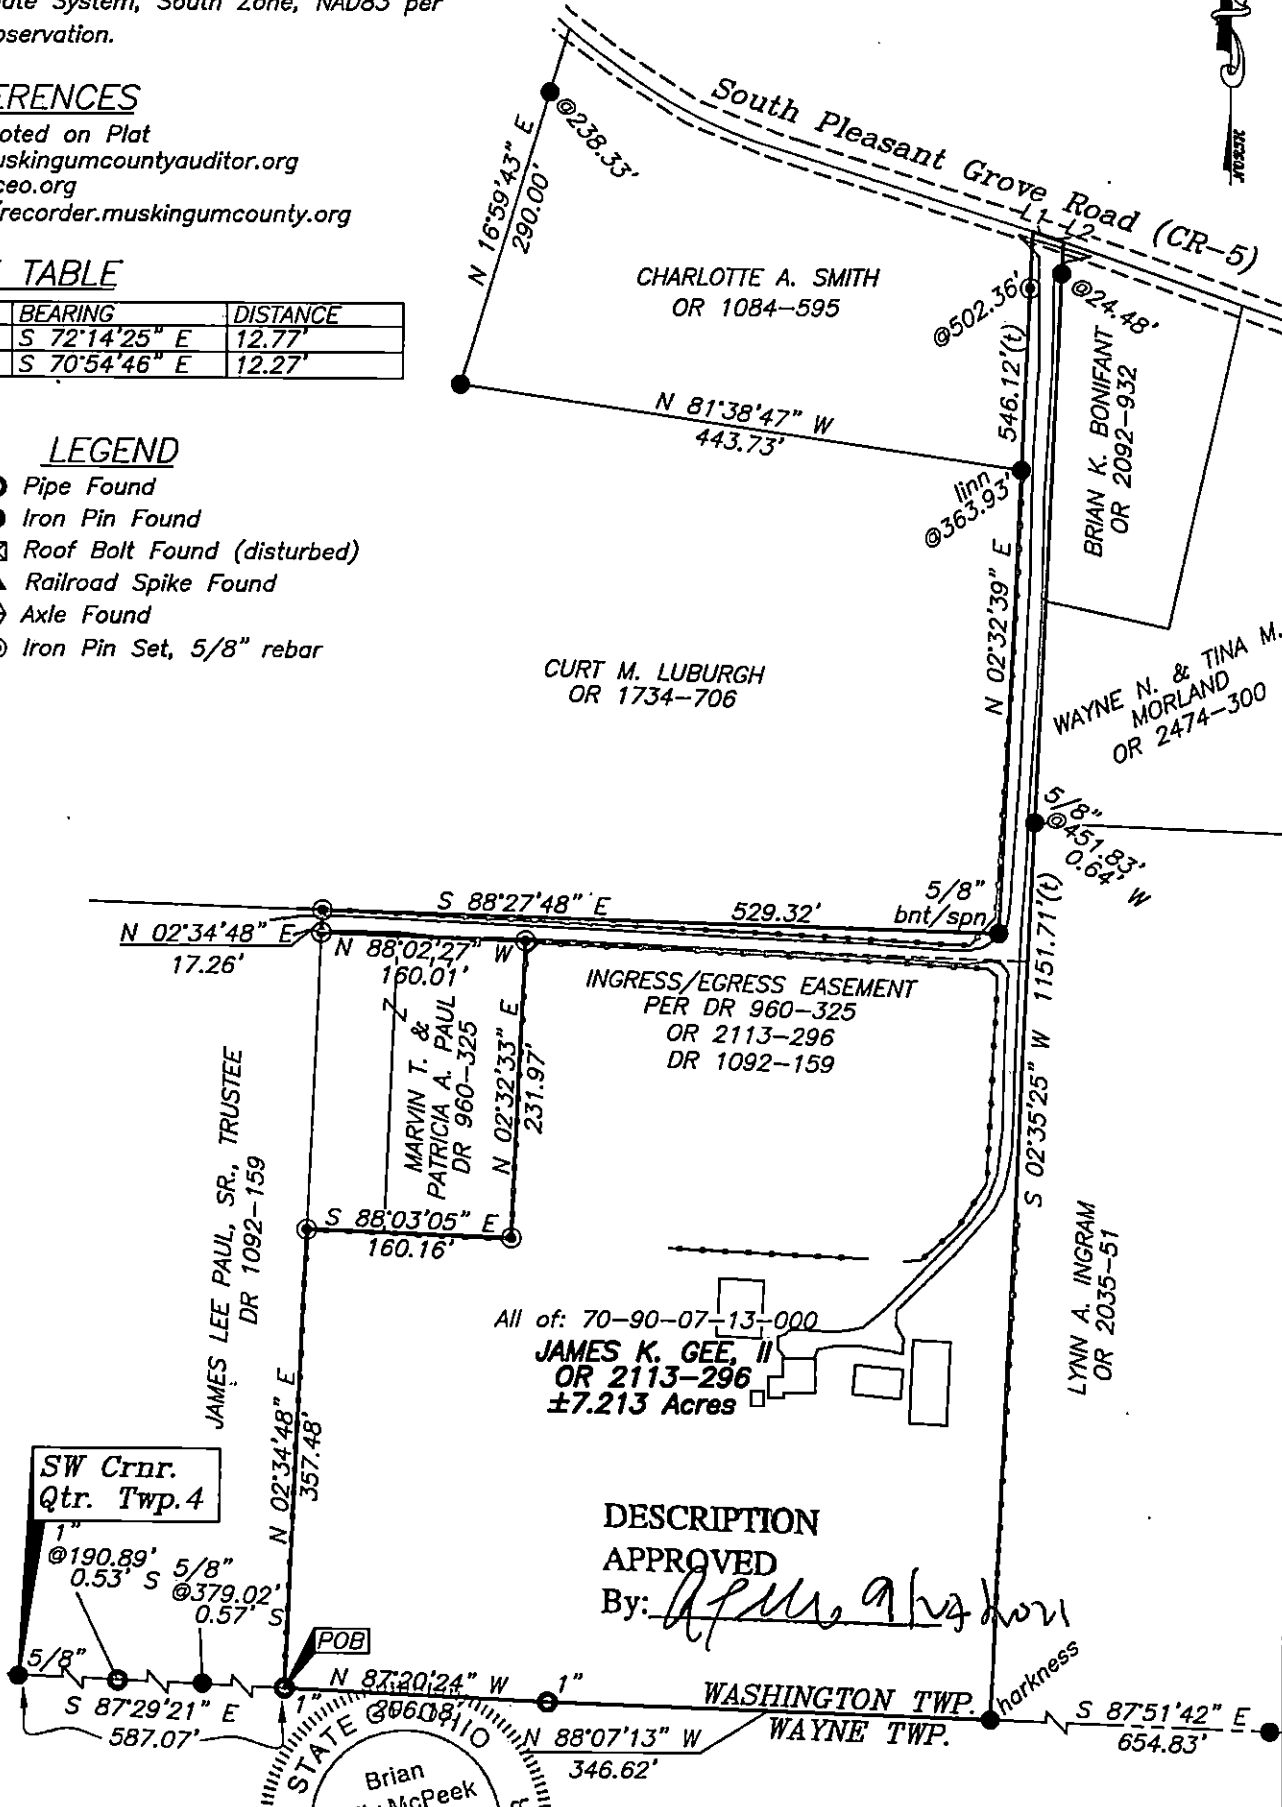 System, South Zone, NAD83 per
oted on Plat
uskingumcountyauditor.org
ceo.org
recorder.muskingumcounty.org
TABLE
BEARING DISTANCE
S 72°14'25" E 12.77'
S 70°54'46" E 12.27'
LEGEND
Pipe Found
Iron Pin Found
Roof Bolt Found (disturbed)
Railroad Spike Found
Axle Found
Iron Pin Set, 5/8" rebar
South Pleasant Grove Road (CR-5)
L1 L2
@238.33'
N 16°59'43" E
290.00'
CHARLOTTE A. SMITH
OR 1084-595
@502.36'
@24.48'
546.12'(t)
BRIAN K. BONIFANT
OR 2092-932
N 81°38'47" W
443.73'
linn
@363.93'
N 02°32'39" E
CURT M. LUBURGH
OR 1734-706
WAYNE N. & TINA M.
MORLAND
OR 2474-300
5/8"
@451.83'
0.64' W
S 88°27'48" E 529.32'
5/8"
bnt/spn
N 02°34'48" E
17.26'
N 88°02'27" W
160.01'
INGRESS/EGRESS EASEMENT
PER DR 960-325
OR 2113-296
DR 1092-159
S 02°35'25" W 1151.71'(t)
MARVIN T. &
PATRICIA A. PAUL
DR 960-325
N 02°32'33" E
231.97'
JAMES LEE PAUL, SR., TRUSTEE
DR 1092-159
S 88°03'05" E
160.16'
LYNN A. INGRAM
OR 2035-51
All of: 70-90-07-13-000
JAMES K. GEE, II
OR 2113-296
±7.213 Acres
N 02°34'48" E
357.48'
SW Crnr.
Qtr. Twp.4
1"
@190.89'
0.53' S
5/8"
@379.02'
0.57' S
DESCRIPTION
APPROVED
By:
POB
5/8"
S 87°29'21" E
587.07'
1"
N 87°20'24" W
1"
N 88°07'13" W
346.62'
WASHINGTON TWP.
WAYNE TWP.
harkness
S 87°51'42" E
654.83'
STATE OF OHIO
Brian
McPeek